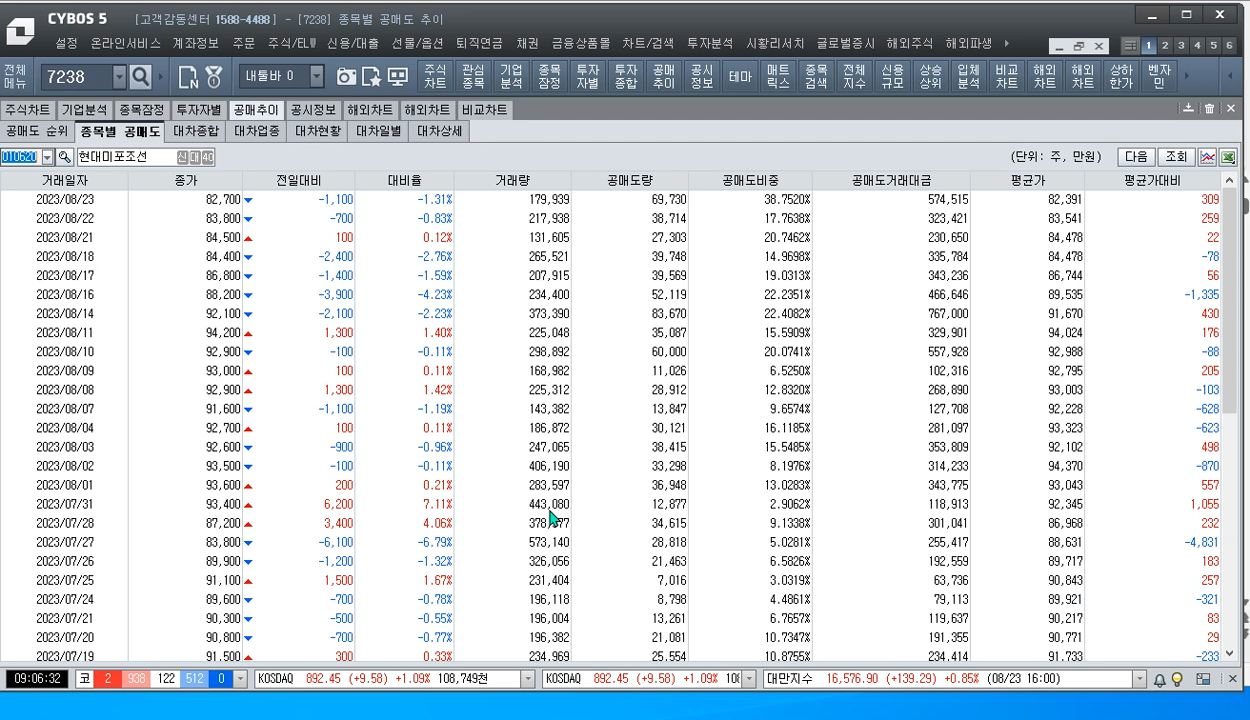 CYBOS 5 [고객감동센터 1588-4488] - [7238] 종목별 공매도 추이
설정 온라인서비스 계좌정보 주문 주식/ELW 신용/대출 선물/옵션 퇴직연금 채권 금융상품몰 차트/검색 투자분석 시황리서치 글로벌증시 해외주식 해외파생 1 2 3 4 5 6
전체메뉴 7238 내툴바 0 주식차트 관심종목 기업분석 종목잠정 투자자별 투자종합 공매추이 공시정보 테마 매트릭스 종목검색 전체지수 신용규모 상승상위 입체분석 비교차트 해외차트 해외차트 상하한가 벤자민
주식차트 기업분석 종목잠정 투자자별 공매추이 공시정보 해외차트 해외차트 비교차트
공매도 순위 종목별 공매도 대차종합 대차업종 대차현황 대차일별 대차상세
010620 현대미포조선 신 대 40 (단위: 주, 만원) 다음 조회
거래일자 종가 전일대비 대비율 거래량 공매도량 공매도비중 공매도거래대금 평균가 평균가대비
2023/08/23 82,700 ▼ -1,100 -1.31% 179,939 69,730 38.7520% 574,515 82,391 309
2023/08/22 83,800 ▼ -700 -0.83% 217,938 38,714 17.7638% 323,421 83,541 259
2023/08/21 84,500 ▲ 100 0.12% 131,605 27,303 20.7462% 230,650 84,478 22
2023/08/18 84,400 ▼ -2,400 -2.76% 265,521 39,748 14.9698% 335,784 84,478 -78
2023/08/17 86,800 ▼ -1,400 -1.59% 207,915 39,569 19.0313% 343,236 86,744 56
2023/08/16 88,200 ▼ -3,900 -4.23% 234,400 52,119 22.2351% 466,646 89,535 -1,335
2023/08/14 92,100 ▼ -2,100 -2.23% 373,390 83,670 22.4082% 767,000 91,670 430
2023/08/11 94,200 ▲ 1,300 1.40% 225,048 35,087 15.5909% 329,901 94,024 176
2023/08/10 92,900 ▼ -100 -0.11% 298,892 60,000 20.0741% 557,928 92,988 -88
2023/08/09 93,000 ▲ 100 0.11% 168,982 11,026 6.5250% 102,316 92,795 205
2023/08/08 92,900 ▲ 1,300 1.42% 225,312 28,912 12.8320% 268,890 93,003 -103
2023/08/07 91,600 ▼ -1,100 -1.19% 143,382 13,847 9.6574% 127,708 92,228 -628
2023/08/04 92,700 ▲ 100 0.11% 186,872 30,121 16.1185% 281,097 93,323 -623
2023/08/03 92,600 ▼ -900 -0.96% 247,065 38,415 15.5485% 353,809 92,102 498
2023/08/02 93,500 ▼ -100 -0.11% 406,190 33,298 8.1976% 314,233 94,370 -870
2023/08/01 93,600 ▲ 200 0.21% 283,597 36,948 13.0283% 343,765 93,043 557
2023/07/31 93,400 ▲ 6,200 7.11% 443,080 12,877 2.9062% 118,913 92,345 1,055
2023/07/28 87,200 ▲ 3,400 4.06% 34,615 9.1338% 301,041 86,968 232
2023/07/27 83,800 ▼ -6,100 -6.79% 573,140 28,818 5.0281% 255,417 88,631 -4,831
2023/07/26 89,900 ▼ -1,200 -1.32% 326,056 21,463 6.5826% 192,559 89,717 183
2023/07/25 91,100 ▲ 1,500 1.67% 231,404 7,016 3.0319% 63,736 90,843 257
2023/07/24 89,600 ▼ -700 -0.78% 196,118 8,798 4.4861% 79,113 89,921 -321
2023/07/21 90,300 ▼ -500 -0.55% 196,004 13,261 6.7657% 119,637 90,217 83
2023/07/20 90,800 ▼ -700 -0.77% 196,382 21,081 10.7347% 191,355 90,771 29
2023/07/19 91,500 ▲ 300 0.33% 234,969 25,554 10.8755% 234,414 91,733 -233
09:06:32 코 2 938 122 512 0 KOSDAQ 892.45 (+9.58) +1.09% 108,749천 KOSDAQ 892.45 (+9.58) +1.09% 대만지수 16,576.90 (+139.29) +0.85% (08/23 16:00)